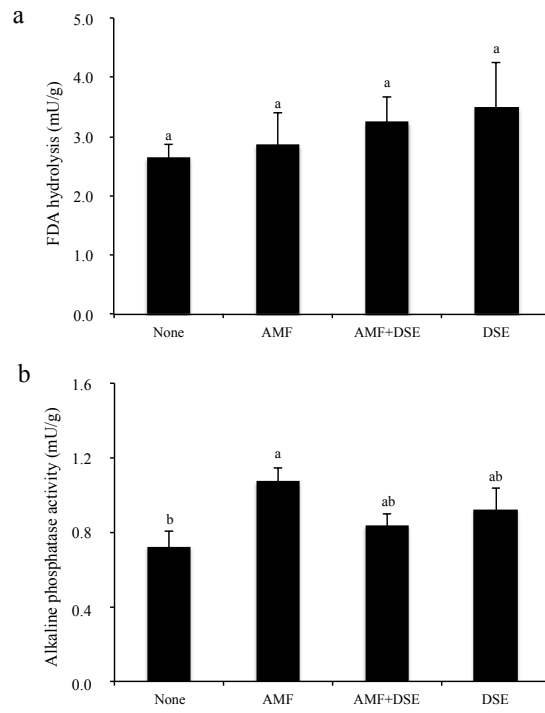 a
FDA hydrolysis (mU/g)
5.0
4.0
3.0
2.0
1.0
0.0
a
a
a
a
None AMF AMF+DSE DSE
b
Alkaline phosphatase activity (mU/g)
1.6
1.2
0.8
0.4
0.0
b
a
ab
ab
None AMF AMF+DSE DSE